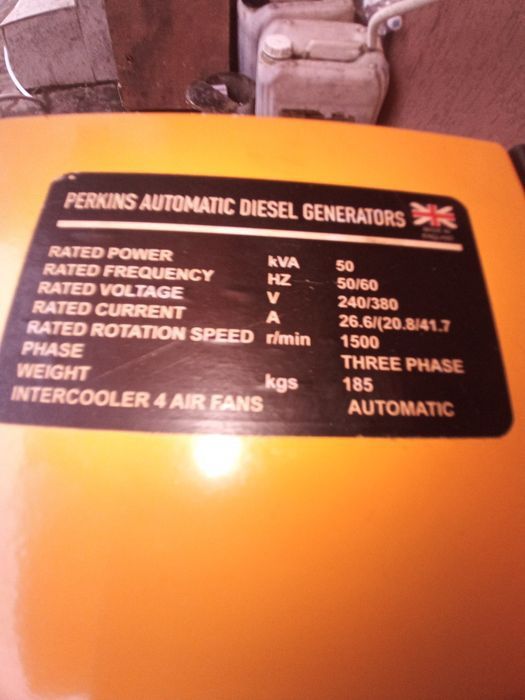 PERKINS AUTOMATIC DIESEL GENERATORS
RATED POWER kVA 50
RATED FREQUENCY HZ 50/60
RATED VOLTAGE V 240/380
RATED CURRENT A 26.6/(20.8/41.7
RATED ROTATION SPEED r/min 1500
PHASE THREE PHASE
WEIGHT kgs 185
INTERCOOLER 4 AIR FANS AUTOMATIC